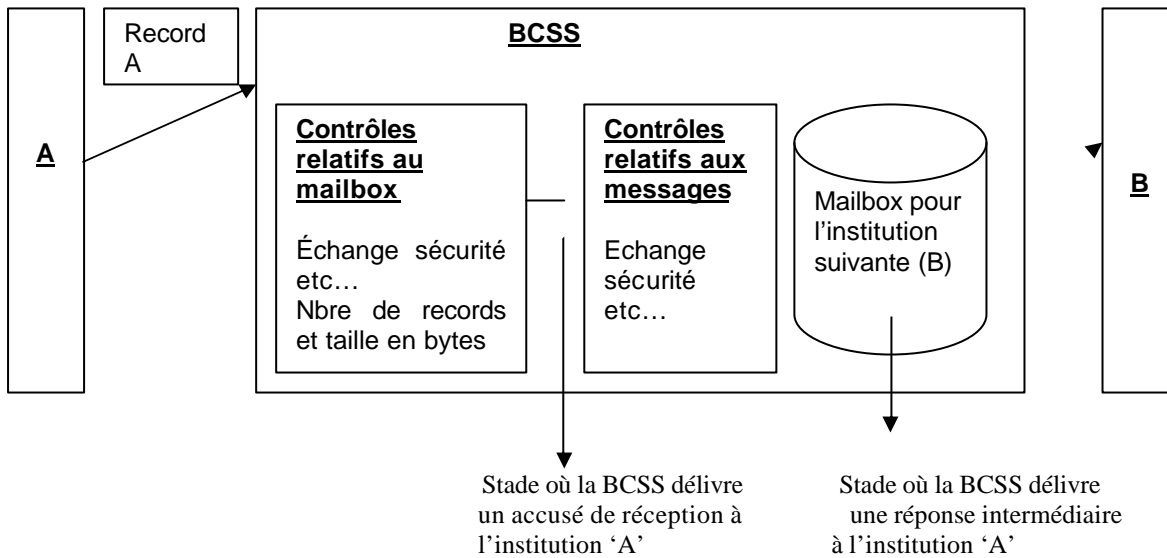 A
Record
A
BCSS
Contrôles
relatifs au
mailbox
Échange sécurité
etc…
Nbre de records
et taille en bytes
Contrôles
relatifs aux
messages
Echange
sécurité
etc…
Mailbox pour
l'institution
suivante (B)
B
Stade où la BCSS délivre
un accusé de réception à
l'institution ‘A’
Stade où la BCSS délivre
une réponse intermédiaire
à l'institution ‘A’